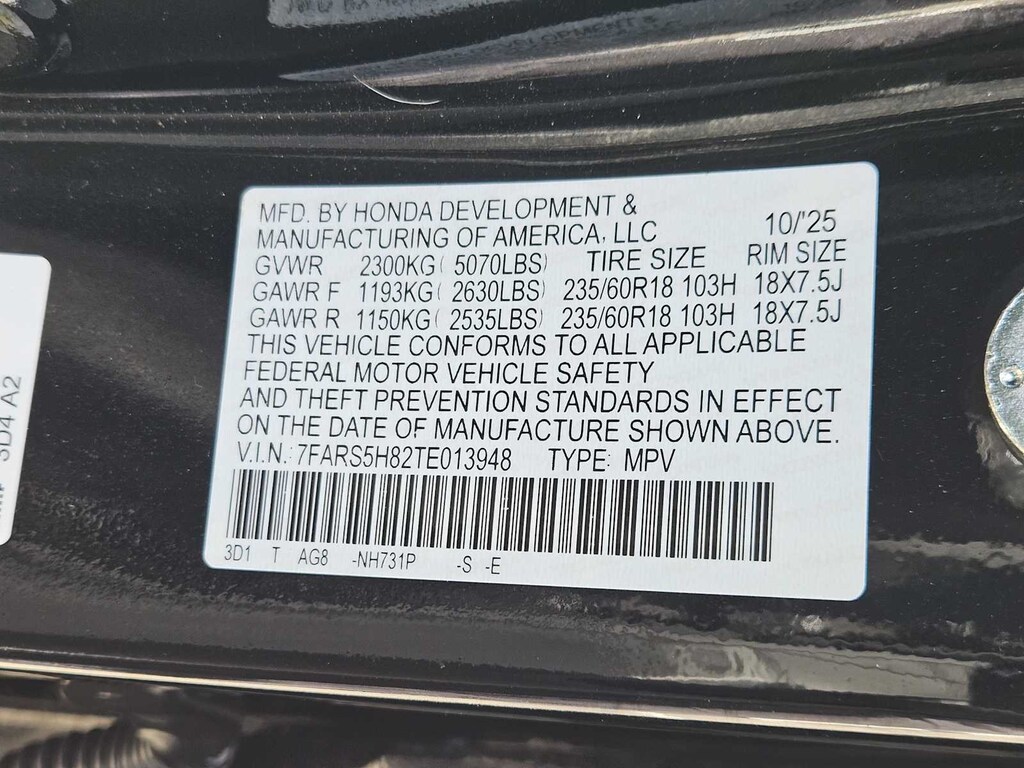 MFD. BY HONDA DEVELOPMENT &
MANUFACTURING OF AMERICA, LLC 10/'25
GVWR 2300KG( 5070LBS) TIRE SIZE RIM SIZE
GAWR F 1193KG( 2630LBS) 235/60R18 103H 18X7.5J
GAWR R 1150KG( 2535LBS) 235/60R18 103H 18X7.5J
THIS VEHICLE CONFORMS TO ALL APPLICABLE
FEDERAL MOTOR VEHICLE SAFETY
AND THEFT PREVENTION STANDARDS IN EFFECT
ON THE DATE OF MANUFACTURE SHOWN ABOVE.
V.I.N.: 7FARS5H82TE013948 TYPE: MPV
3D1 T AG8 -NH731P -S -E
3D4 A2